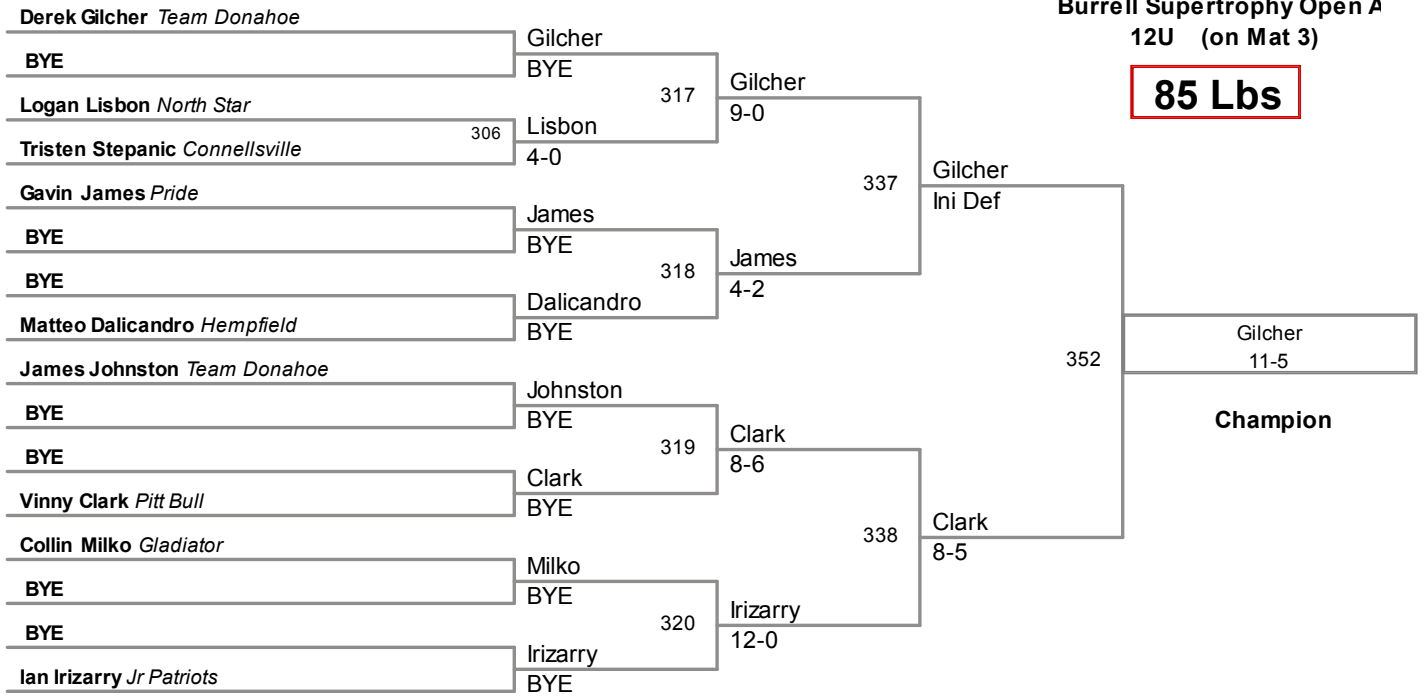 Burrell Supertrophy Open A
12U (on Mat 3)
85 Lbs
Derek Gilcher Team Donahoe
BYE
Logan Lisbon North Star
Tristen Stepanic Connellsville
Gavin James Pride
BYE
BYE
Matteo Dalicandro Hempfield
James Johnston Team Donahoe
BYE
BYE
Vinny Clark Pitt Bull
Collin Milko Gladiator
BYE
BYE
Ian Irizarry Jr Patriots
306
Gilcher
BYE
Lisbon
4-0
James
BYE
Dalicandro
BYE
Johnston
BYE
Clark
BYE
Milko
BYE
Irizarry
BYE
317
318
319
320
Gilcher
9-0
James
4-2
Clark
8-6
Irizarry
12-0
337
338
Gilcher
Ini Def
Clark
8-5
352
Gilcher
11-5
Champion